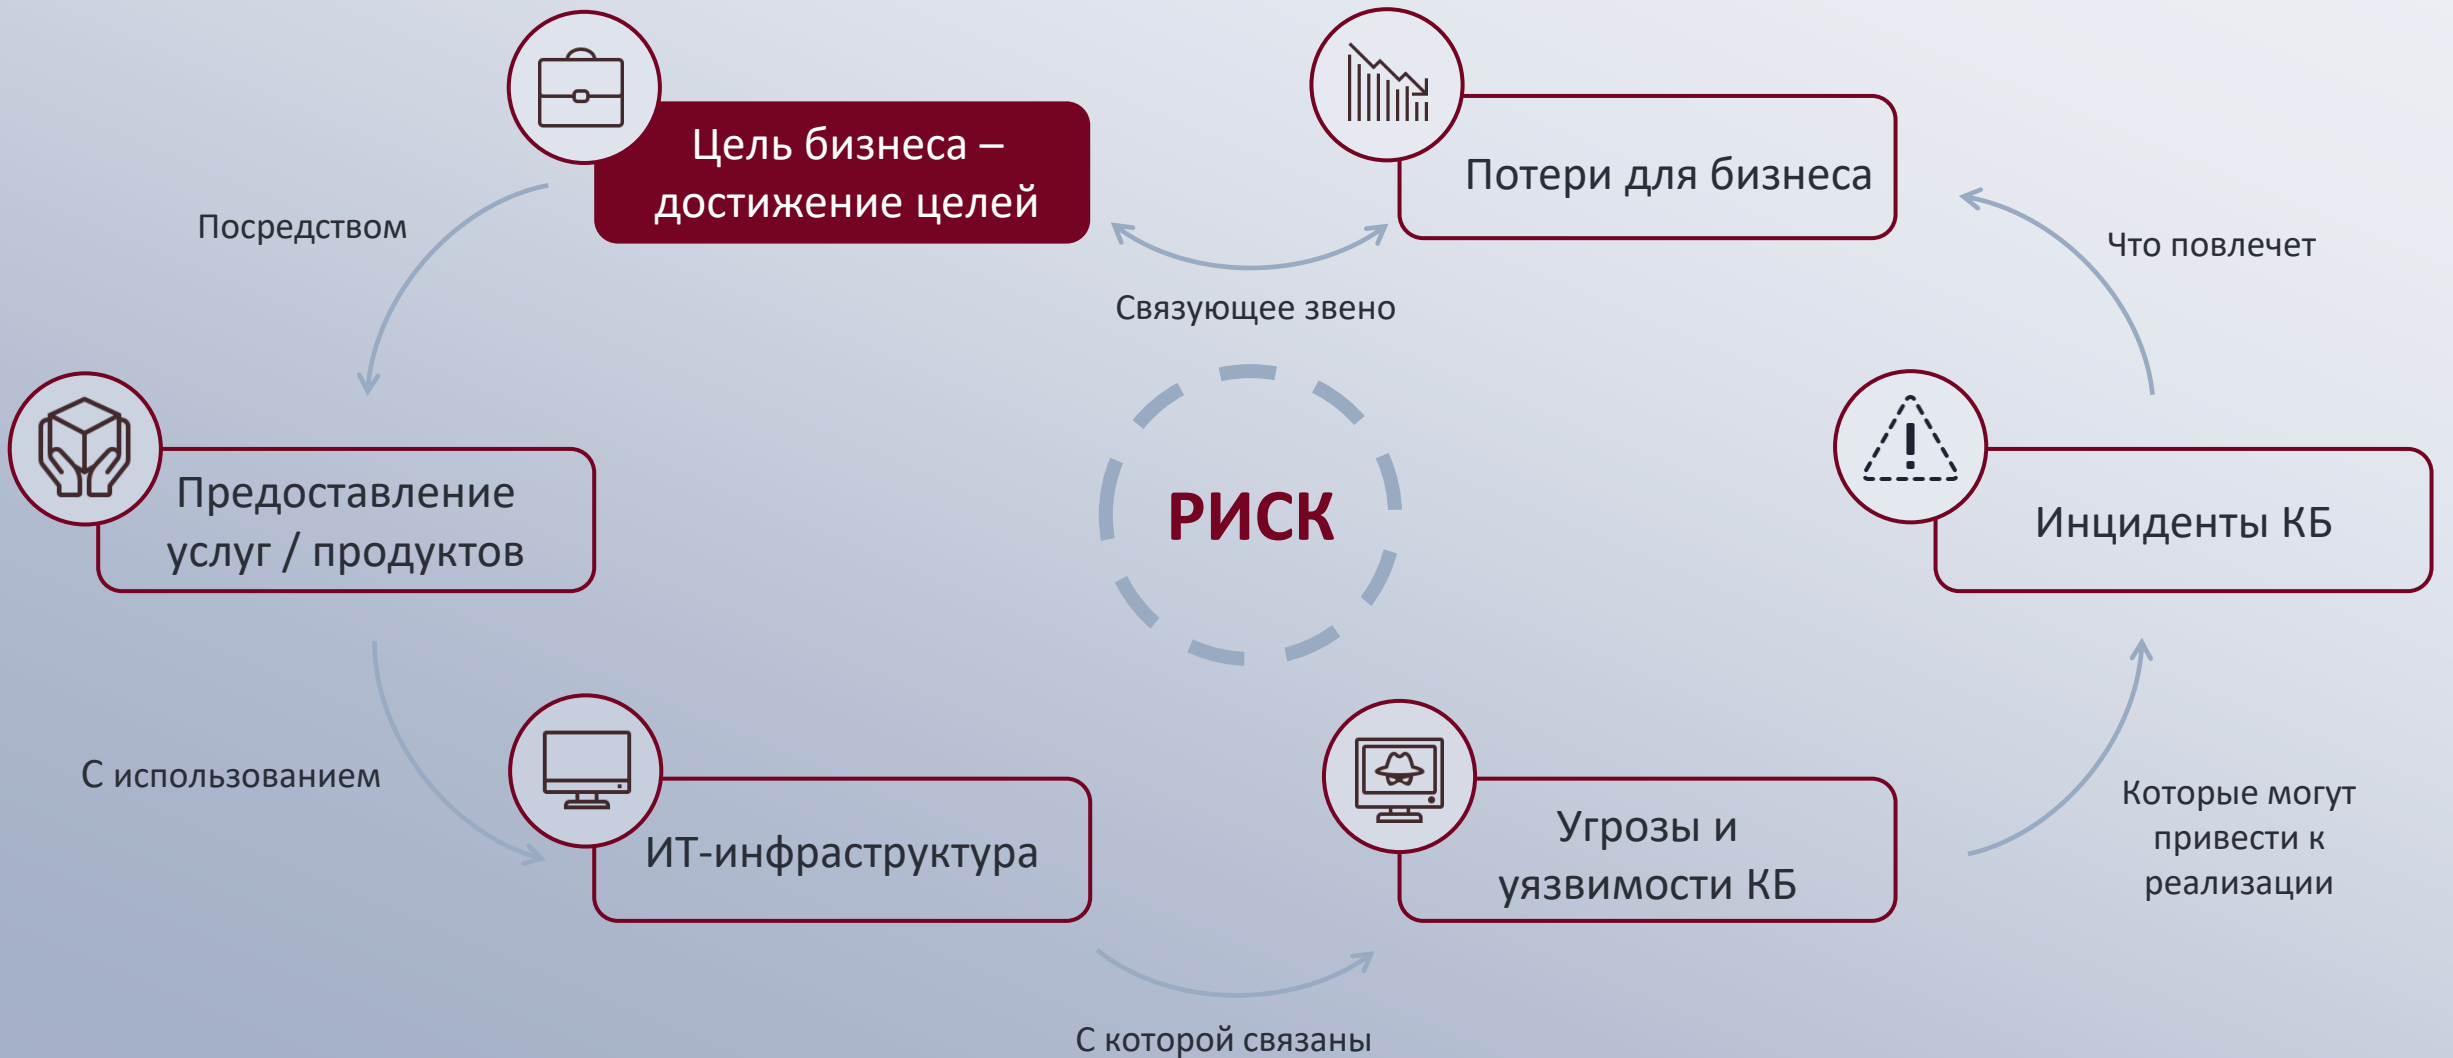 Цель бизнеса –
достижение целей
Потери для бизнеса
Посредством
Что повлечет
Связующее звено
Предоставление
услуг / продуктов
РИСК
Инциденты КБ
С использованием
ИТ-инфраструктура
Угрозы и
уязвимости КБ
Которые могут
привести к
реализации
С которой связаны